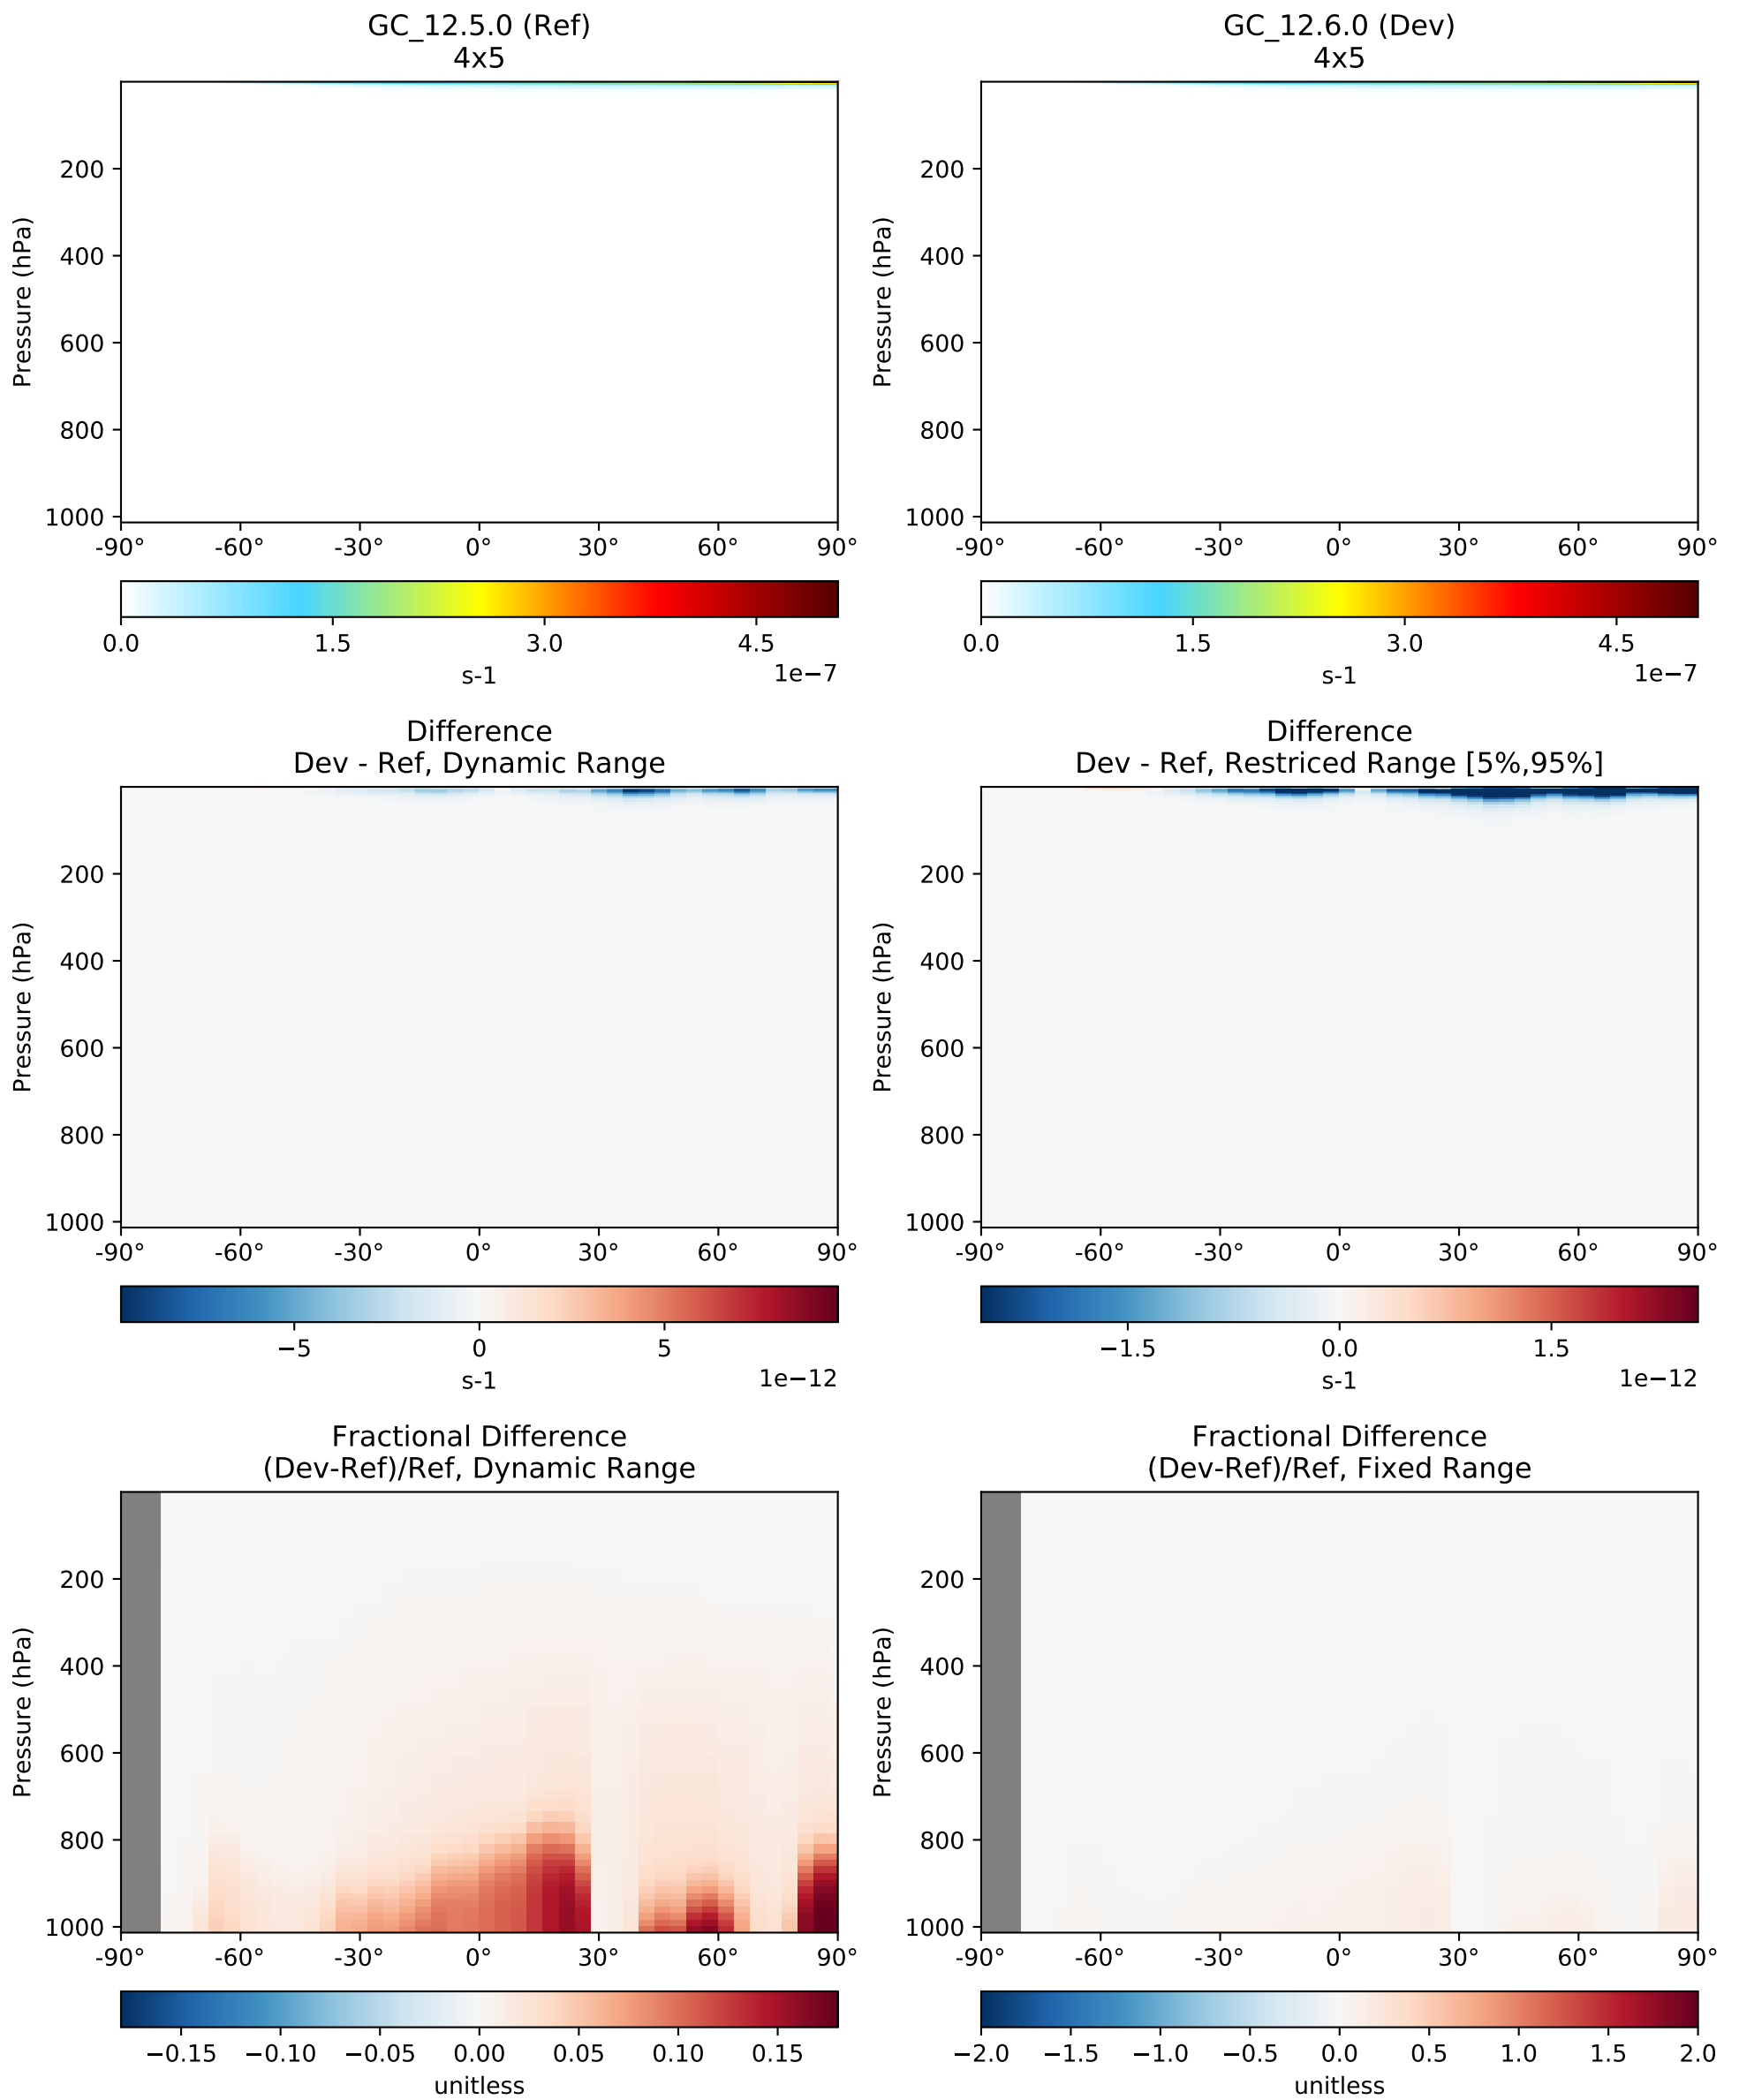 GC_12.5.0 (Ref)
4x5
Pressure (hPa)
200
400
600
800
1000
-90° -60° -30° 0° 30° 60° 90°
0.0 1.5 3.0 4.5
s-1
1e−7
GC_12.6.0 (Dev)
4x5
Pressure (hPa)
200
400
600
800
1000
-90° -60° -30° 0° 30° 60° 90°
0.0 1.5 3.0 4.5
s-1
1e−7
Difference
Dev - Ref, Dynamic Range
Pressure (hPa)
200
400
600
800
1000
-90° -60° -30° 0° 30° 60° 90°
−5 0 5
s-1
1e−12
Difference
Dev - Ref, Restriced Range [5%,95%]
Pressure (hPa)
200
400
600
800
1000
-90° -60° -30° 0° 30° 60° 90°
−1.5 0.0 1.5
s-1
1e−12
Fractional Difference
(Dev-Ref)/Ref, Dynamic Range
Pressure (hPa)
200
400
600
800
1000
-90° -60° -30° 0° 30° 60° 90°
−0.15 −0.10 −0.05 0.00 0.05 0.10 0.15
unitless
Fractional Difference
(Dev-Ref)/Ref, Fixed Range
Pressure (hPa)
200
400
600
800
1000
-90° -60° -30° 0° 30° 60° 90°
−2.0 −1.5 −1.0 −0.5 0.0 0.5 1.0 1.5 2.0
unitless